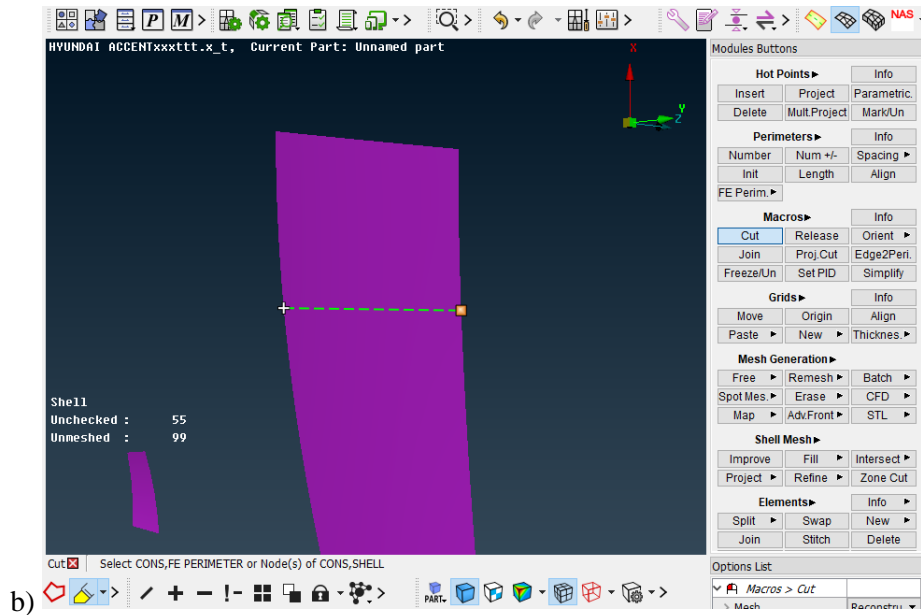 P M NAS
HYUNDAI ACCENTxxxttt.x_t, Current Part: Unnamed part
X
Y
Z
Shell
Unchecked : 55
Unmeshed : 99
Modules Buttons
Hot Points Info
Insert Project Parametric.
Delete Mult.Project Mark/Un
Perimeters Info
Number Num +/- Spacing
Init Length Align
FE Perim.
Macros Info
Cut Release Orient
Join Proj.Cut Edge2Peri.
Freeze/Un Set PID Simplify
Grids Info
Move Origin Align
Paste New Thicknes.
Mesh Generation
Free Remesh Batch
Spot Mes. Erase CFD
Map Adv.Front STL
Shell Mesh
Improve Fill Intersect
Project Refine Zone Cut
Elements Info
Split Swap New
Join Stitch Delete
Options List
Macros > Cut
Mesh Reconstru
Cut Select CONS,FE PERIMETER or Node(s) of CONS,SHELL
b) PART.